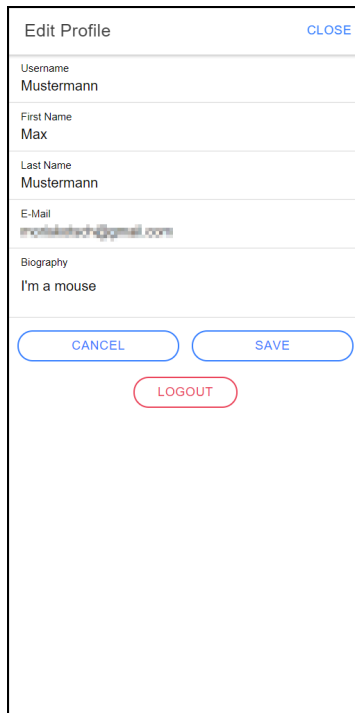 Edit Profile CLOSE
Username
Mustermann
First Name
Max
Last Name
Mustermann
E-Mail
Biography
I'm a mouse
CANCEL SAVE
LOGOUT